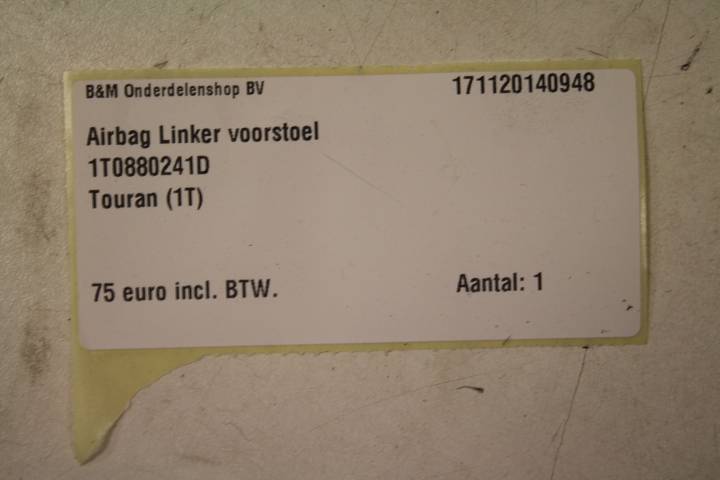 B&M Onderdelenshop BV 171120140948
Airbag Linker voorstoel
1T0880241D
Touran (1T)
75 euro incl. BTW. Aantal: 1